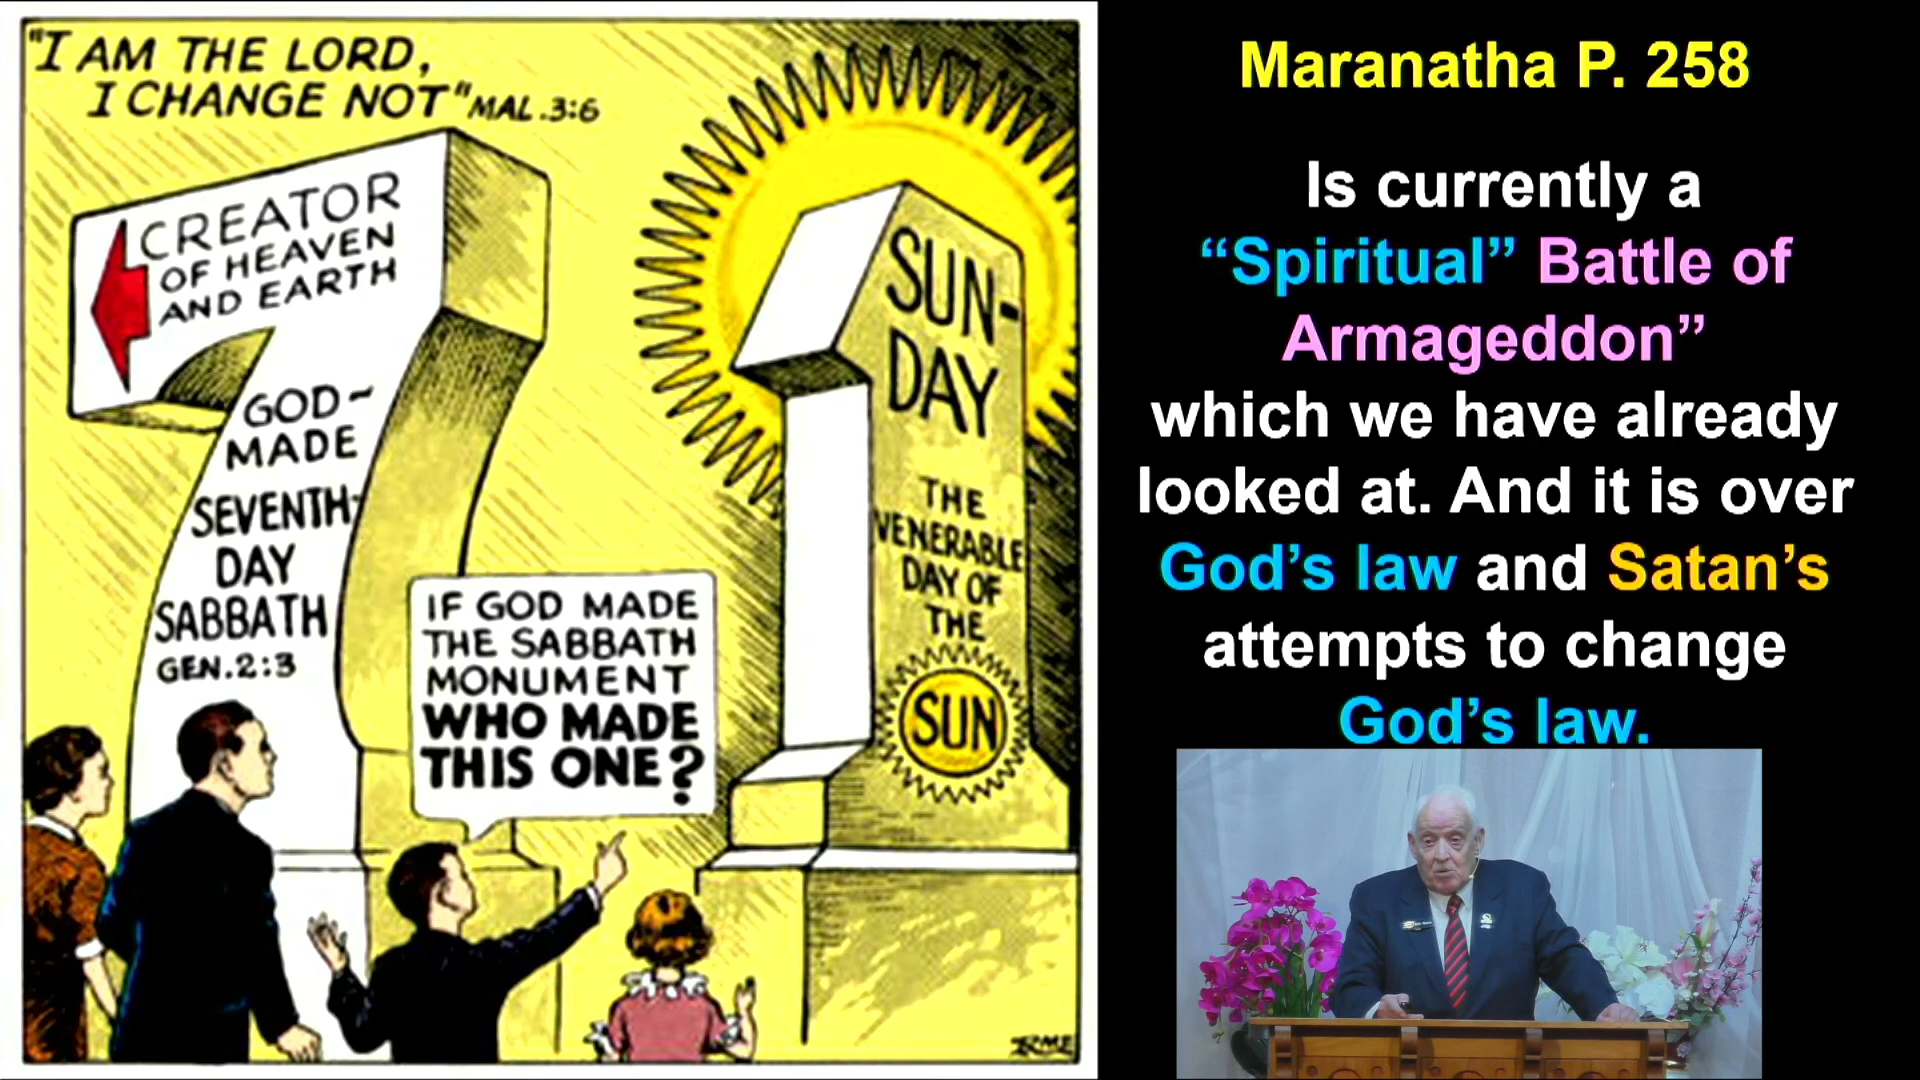 "I AM THE LORD,
I CHANGE NOT" MAL.3:6
CREATOR
OF HEAVEN
AND EARTH
GOD-
MADE
SEVENTH-
DAY
SABBATH
GEN.2:3
IF GOD MADE
THE SABBATH
MONUMENT
WHO MADE
THIS ONE?
SUN-
DAY
THE
VENERABLE
DAY OF
THE
SUN
Maranatha P. 258
Is currently a
“Spiritual” Battle of
Armageddon”
which we have already
looked at. And it is over
God’s law and Satan’s
attempts to change
God’s law.